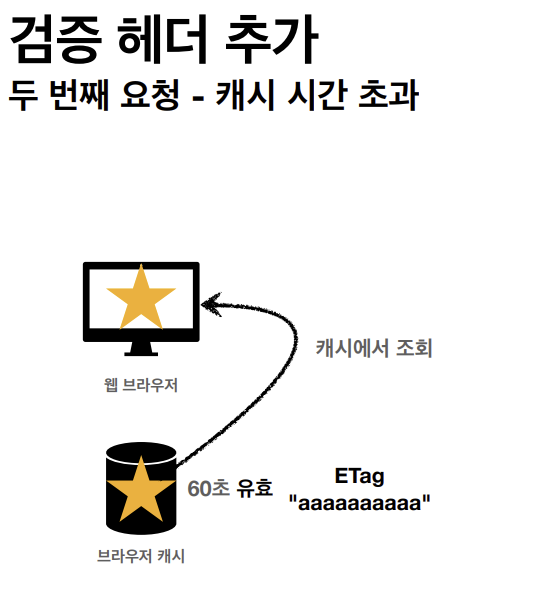 검증 헤더 추가
두 번째 요청 - 캐시 시간 초과
캐시에서 조회
웹 브라우저
60초 유효
ETag
"aaaaaaaaaa"
브라우저 캐시